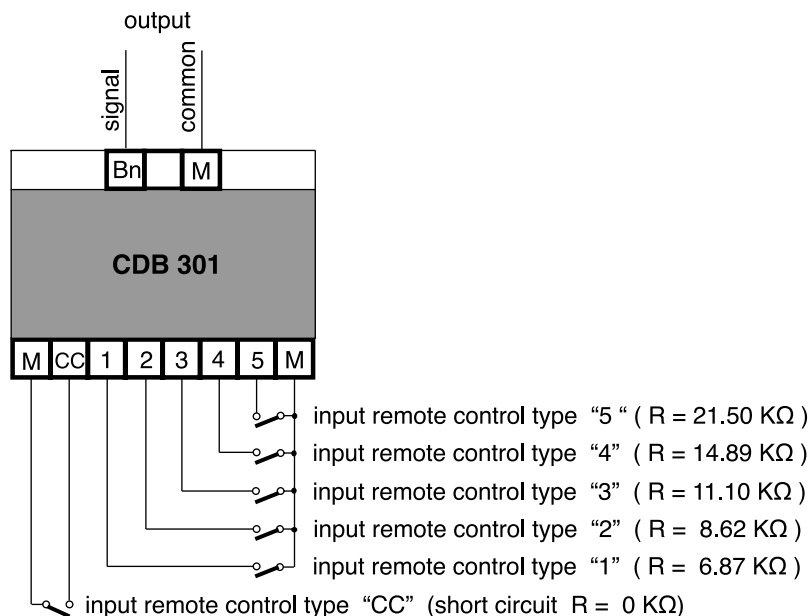 output
signal
common
Bn M
CDB 301
M CC 1 2 3 4 5 M
input remote control type “5 “ ( R = 21.50 KΩ )
input remote control type “4” ( R = 14.89 KΩ )
input remote control type “3” ( R = 11.10 KΩ )
input remote control type “2” ( R = 8.62 KΩ )
input remote control type “1” ( R = 6.87 KΩ )
input remote control type “CC” (short circuit R = 0 KΩ)